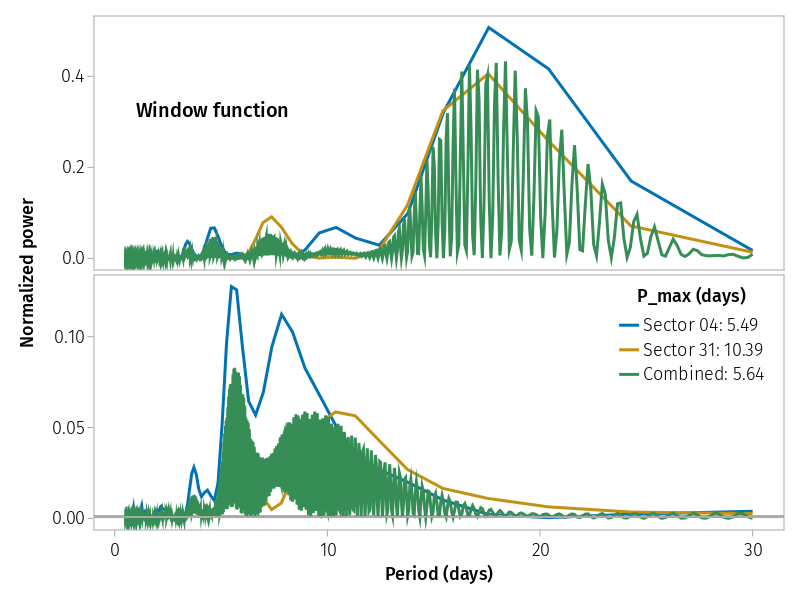 Window function
0.4
0.2
0.0
Normalized power
P_max (days)
Sector 04: 5.49
Sector 31: 10.39
Combined: 5.64
0.10
0.05
0.00
0 10 20 30
Period (days)